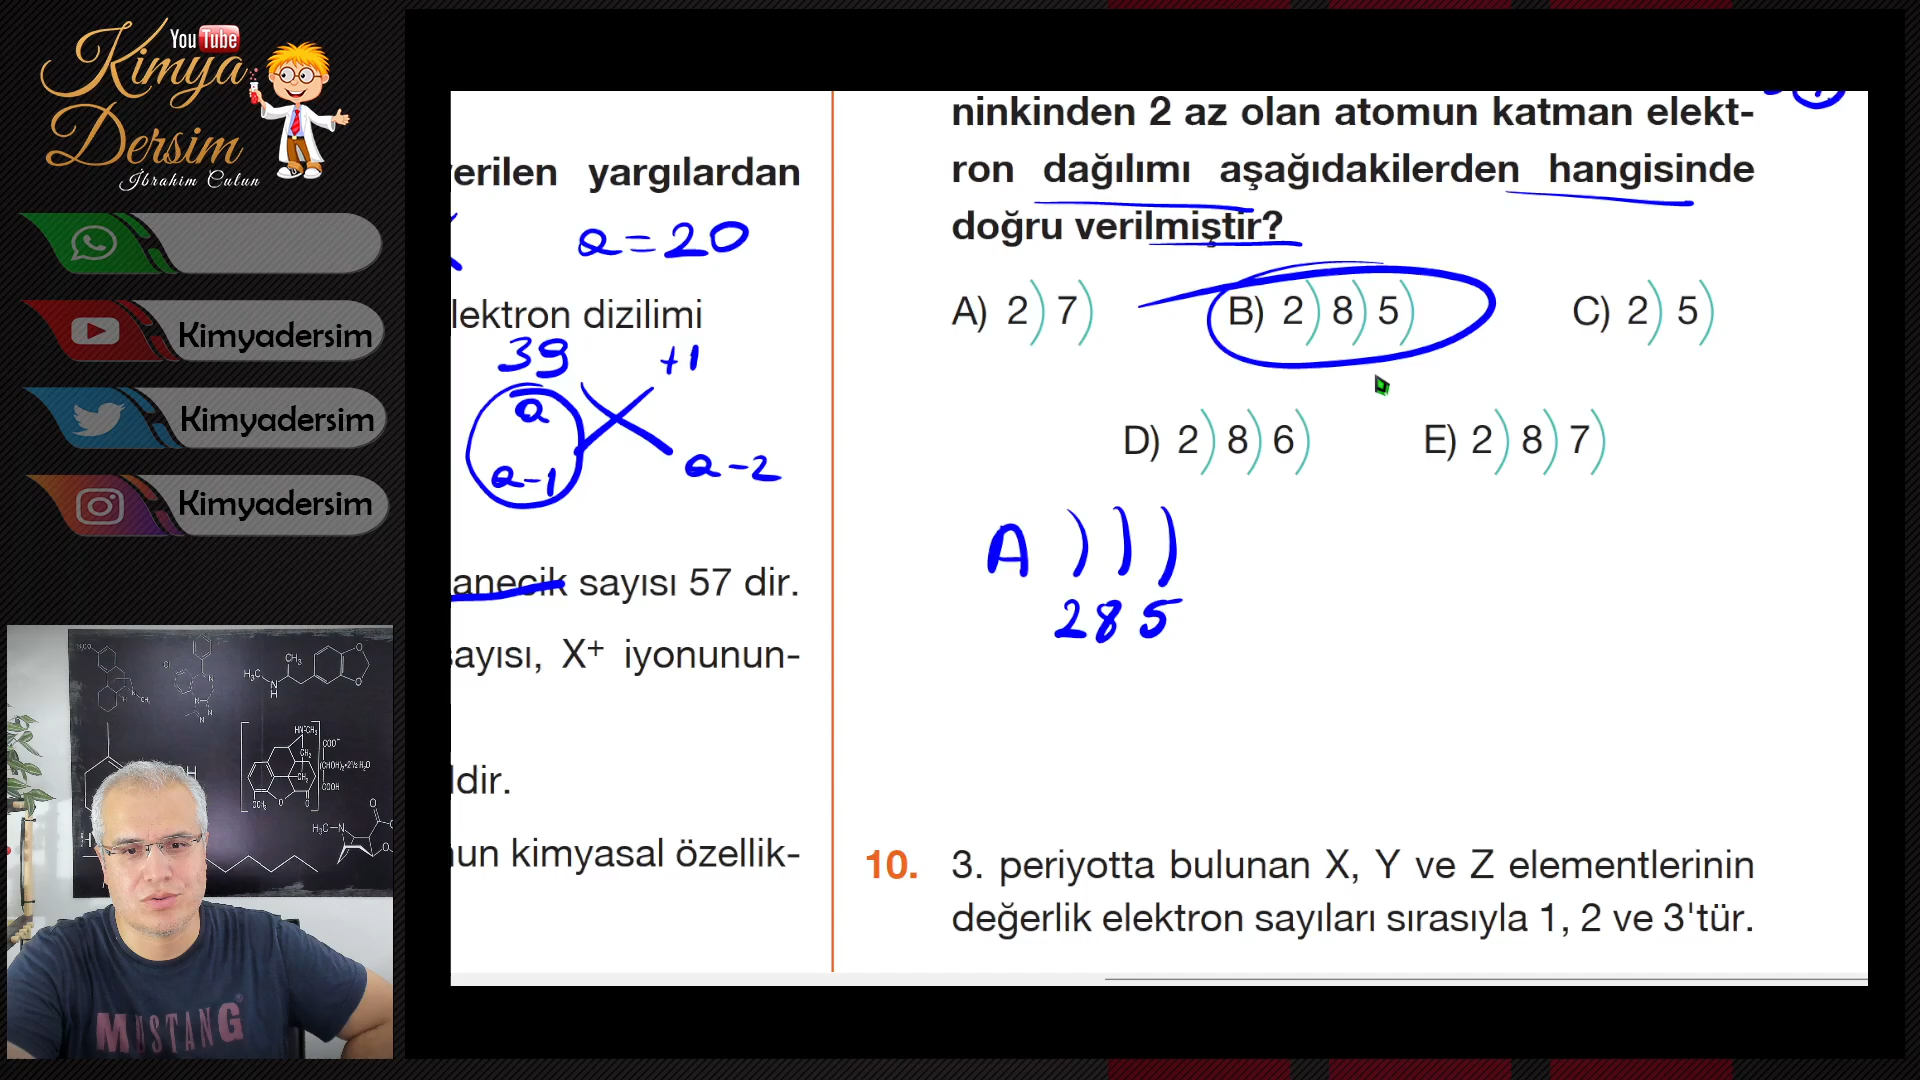 You Tube
Kimya
Dersim
İbrahim Culun
Kimyadersim
Kimyadersim
Kimyadersim
MUSTANG
erilen yargılardan
a=20
lektron dizilimi
39
+1
a
a-1
a-2
anecik sayısı 57 dir.
ayısı, X⁺ iyonunun-
ldir.
un kimyasal özellik-
ninkinden 2 az olan atomun katman elekt-
ron dağılımı aşağıdakilerden hangisinde
doğru verilmiştir?
A) 2) 7) B) 2) 8) 5) C) 2) 5)
D) 2) 8) 6) E) 2) 8) 7)
A ) ) )
2 8 5
10. 3. periyotta bulunan X, Y ve Z elementlerinin
değerlik elektron sayıları sırasıyla 1, 2 ve 3'tür.